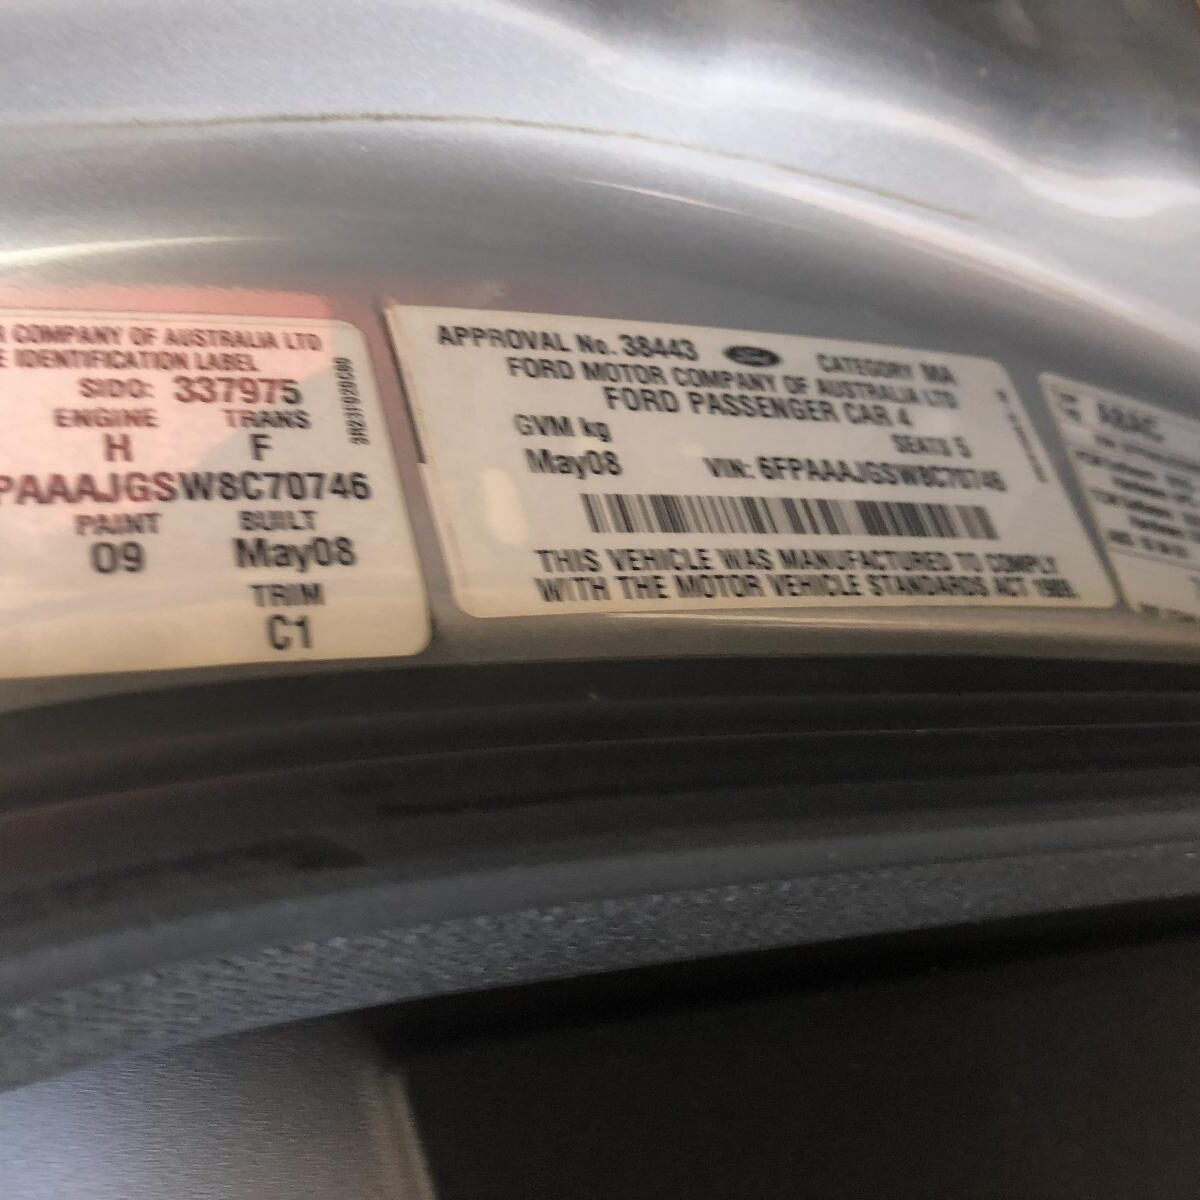 R COMPANY OF AUSTRALIA LTD
E IDENTIFICATION LABEL
SIDO: 337975
ENGINE TRANS
H F
PAAAJGSW8C70746
PAINT BUILT
09 May08
TRIM
C1
APPROVAL No. 38443 Ford CATEGORY MA
FORD MOTOR COMPANY OF AUSTRALIA LTD
FORD PASSENGER CAR 4
GVM kg SEATS 5
May08 VIN: 6FPAAAJGSW8C70746
THIS VEHICLE WAS MANUFACTURED TO COMPLY
WITH THE MOTOR VEHICLE STANDARDS ACT 1989.